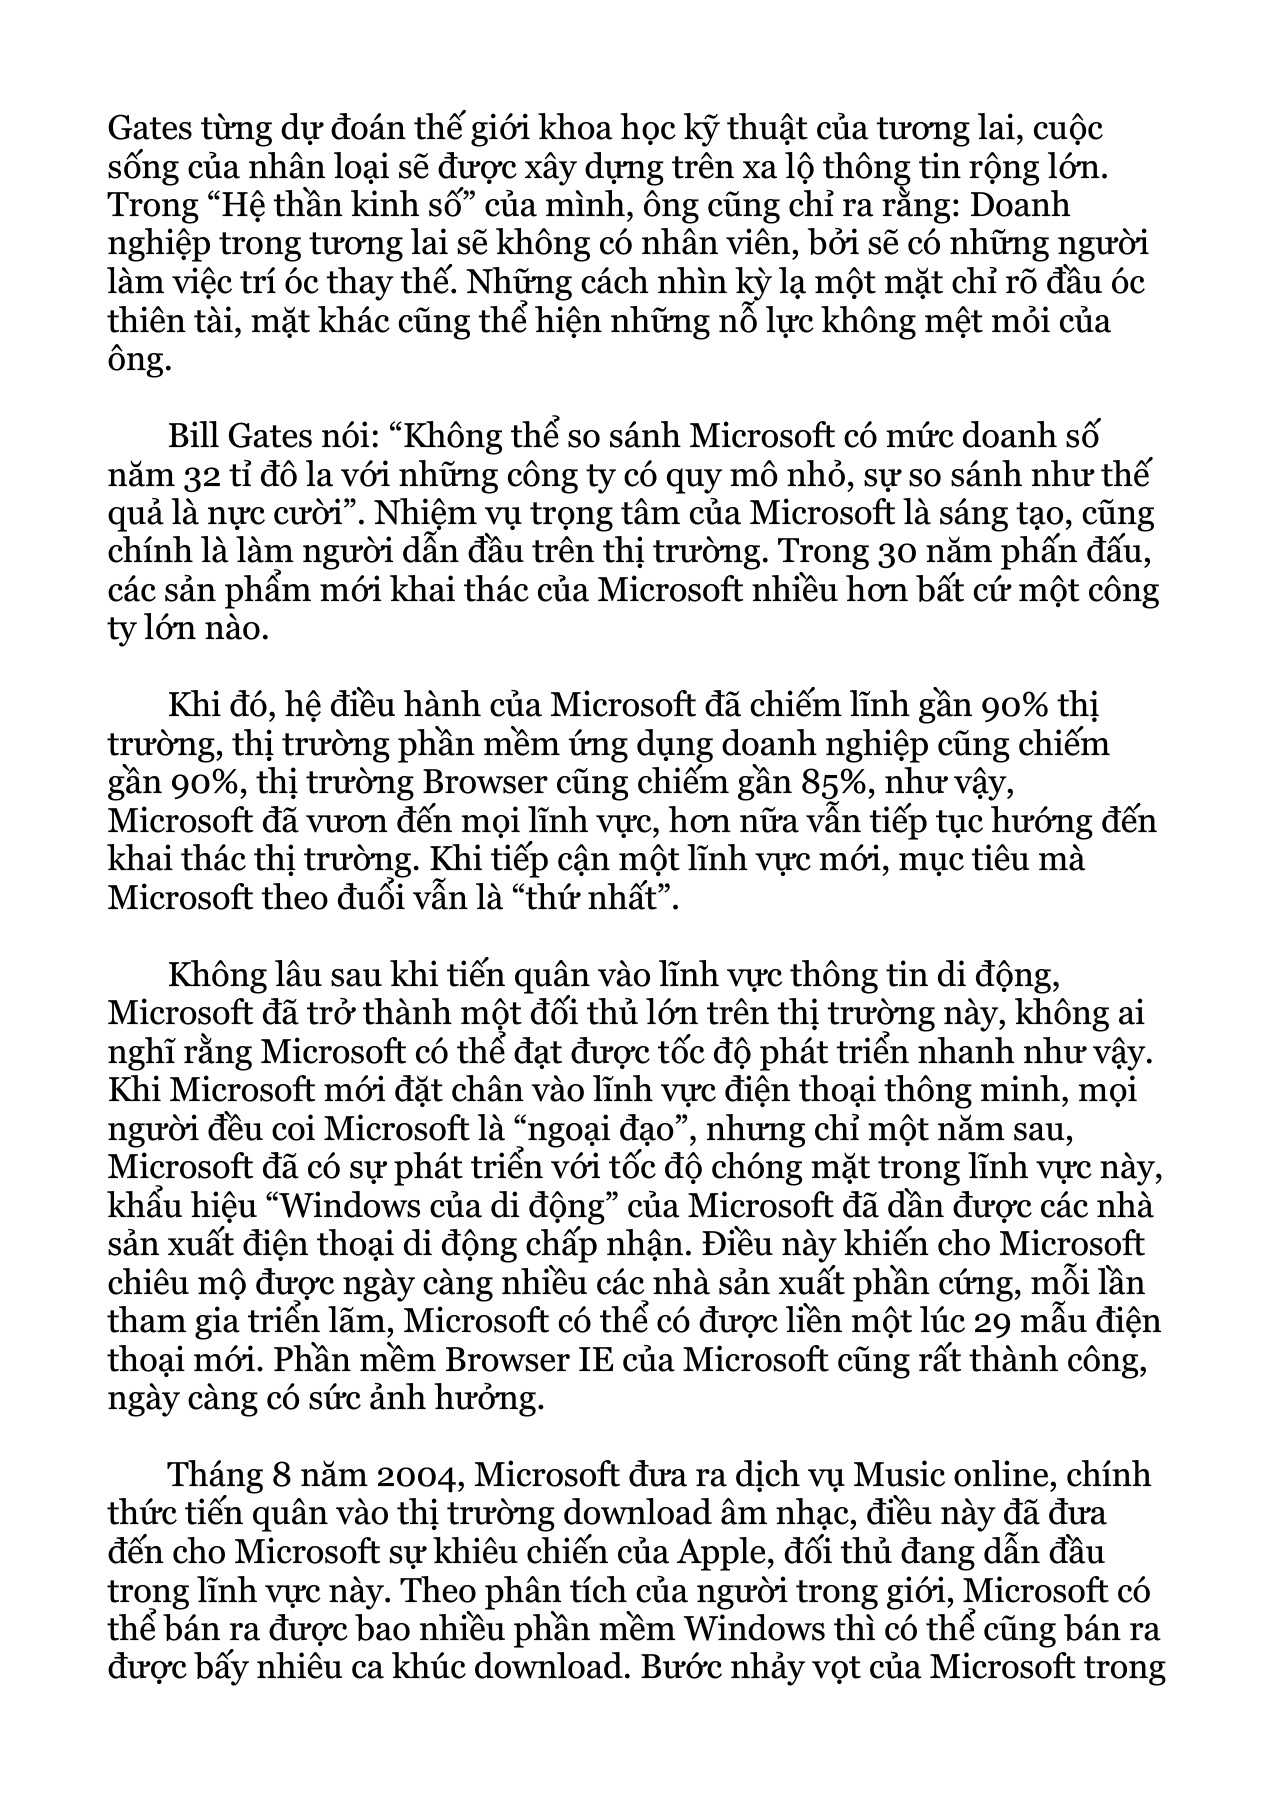 Gates từng dự đoán thế giới khoa học kỹ thuật của tương lai, cuộc
sống của nhân loại sẽ được xây dựng trên xa lộ thông tin rộng lớn.
Trong “Hệ thần kinh số” của mình, ông cũng chỉ ra rằng: Doanh
nghiệp trong tương lai sẽ không có nhân viên, bởi sẽ có những người
làm việc trí óc thay thế. Những cách nhìn kỳ lạ một mặt chỉ rõ đầu óc
thiên tài, mặt khác cũng thể hiện những nỗ lực không mệt mỏi của
ông.
Bill Gates nói: “Không thể so sánh Microsoft có mức doanh số
năm 32 tỉ đô la với những công ty có quy mô nhỏ, sự so sánh như thế
quả là nực cười”. Nhiệm vụ trọng tâm của Microsoft là sáng tạo, cũng
chính là làm người dẫn đầu trên thị trường. Trong 30 năm phấn đấu,
các sản phẩm mới khai thác của Microsoft nhiều hơn bất cứ một công
ty lớn nào.
Khi đó, hệ điều hành của Microsoft đã chiếm lĩnh gần 90% thị
trường, thị trường phần mềm ứng dụng doanh nghiệp cũng chiếm
gần 90%, thị trường Browser cũng chiếm gần 85%, như vậy,
Microsoft đã vươn đến mọi lĩnh vực, hơn nữa vẫn tiếp tục hướng đến
khai thác thị trường. Khi tiếp cận một lĩnh vực mới, mục tiêu mà
Microsoft theo đuổi vẫn là “thứ nhất”.
Không lâu sau khi tiến quân vào lĩnh vực thông tin di động,
Microsoft đã trở thành một đối thủ lớn trên thị trường này, không ai
nghĩ rằng Microsoft có thể đạt được tốc độ phát triển nhanh như vậy.
Khi Microsoft mới đặt chân vào lĩnh vực điện thoại thông minh, mọi
người đều coi Microsoft là “ngoại đạo”, nhưng chỉ một năm sau,
Microsoft đã có sự phát triển với tốc độ chóng mặt trong lĩnh vực này,
khẩu hiệu “Windows của di động” của Microsoft đã dần được các nhà
sản xuất điện thoại di động chấp nhận. Điều này khiến cho Microsoft
chiêu mộ được ngày càng nhiều các nhà sản xuất phần cứng, mỗi lần
tham gia triển lãm, Microsoft có thể có được liền một lúc 29 mẫu điện
thoại mới. Phần mềm Browser IE của Microsoft cũng rất thành công,
ngày càng có sức ảnh hưởng.
Tháng 8 năm 2004, Microsoft đưa ra dịch vụ Music online, chính
thức tiến quân vào thị trường download âm nhạc, điều này đã đưa
đến cho Microsoft sự khiêu chiến của Apple, đối thủ đang dẫn đầu
trong lĩnh vực này. Theo phân tích của người trong giới, Microsoft có
thể bán ra được bao nhiêu phần mềm Windows thì có thể cũng bán ra
được bấy nhiêu ca khúc download. Bước nhảy vọt của Microsoft trong